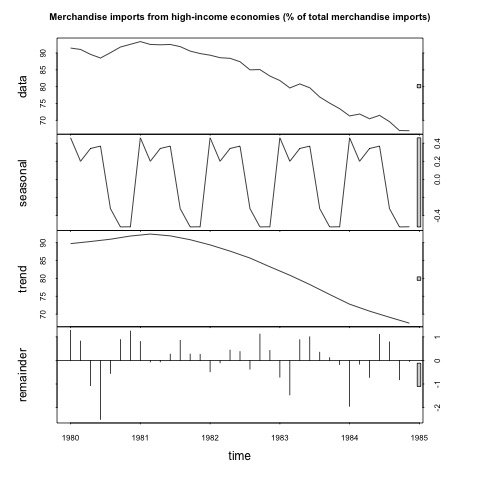 Merchandise imports from high-income economies (% of total merchandise imports)
data
70 75 80 85 90
seasonal
-0.4 0.0 0.2 0.4
trend
70 75 80 85 90
remainder
-2 -1 0 1
1980 1981 1982 1983 1984 1985
time